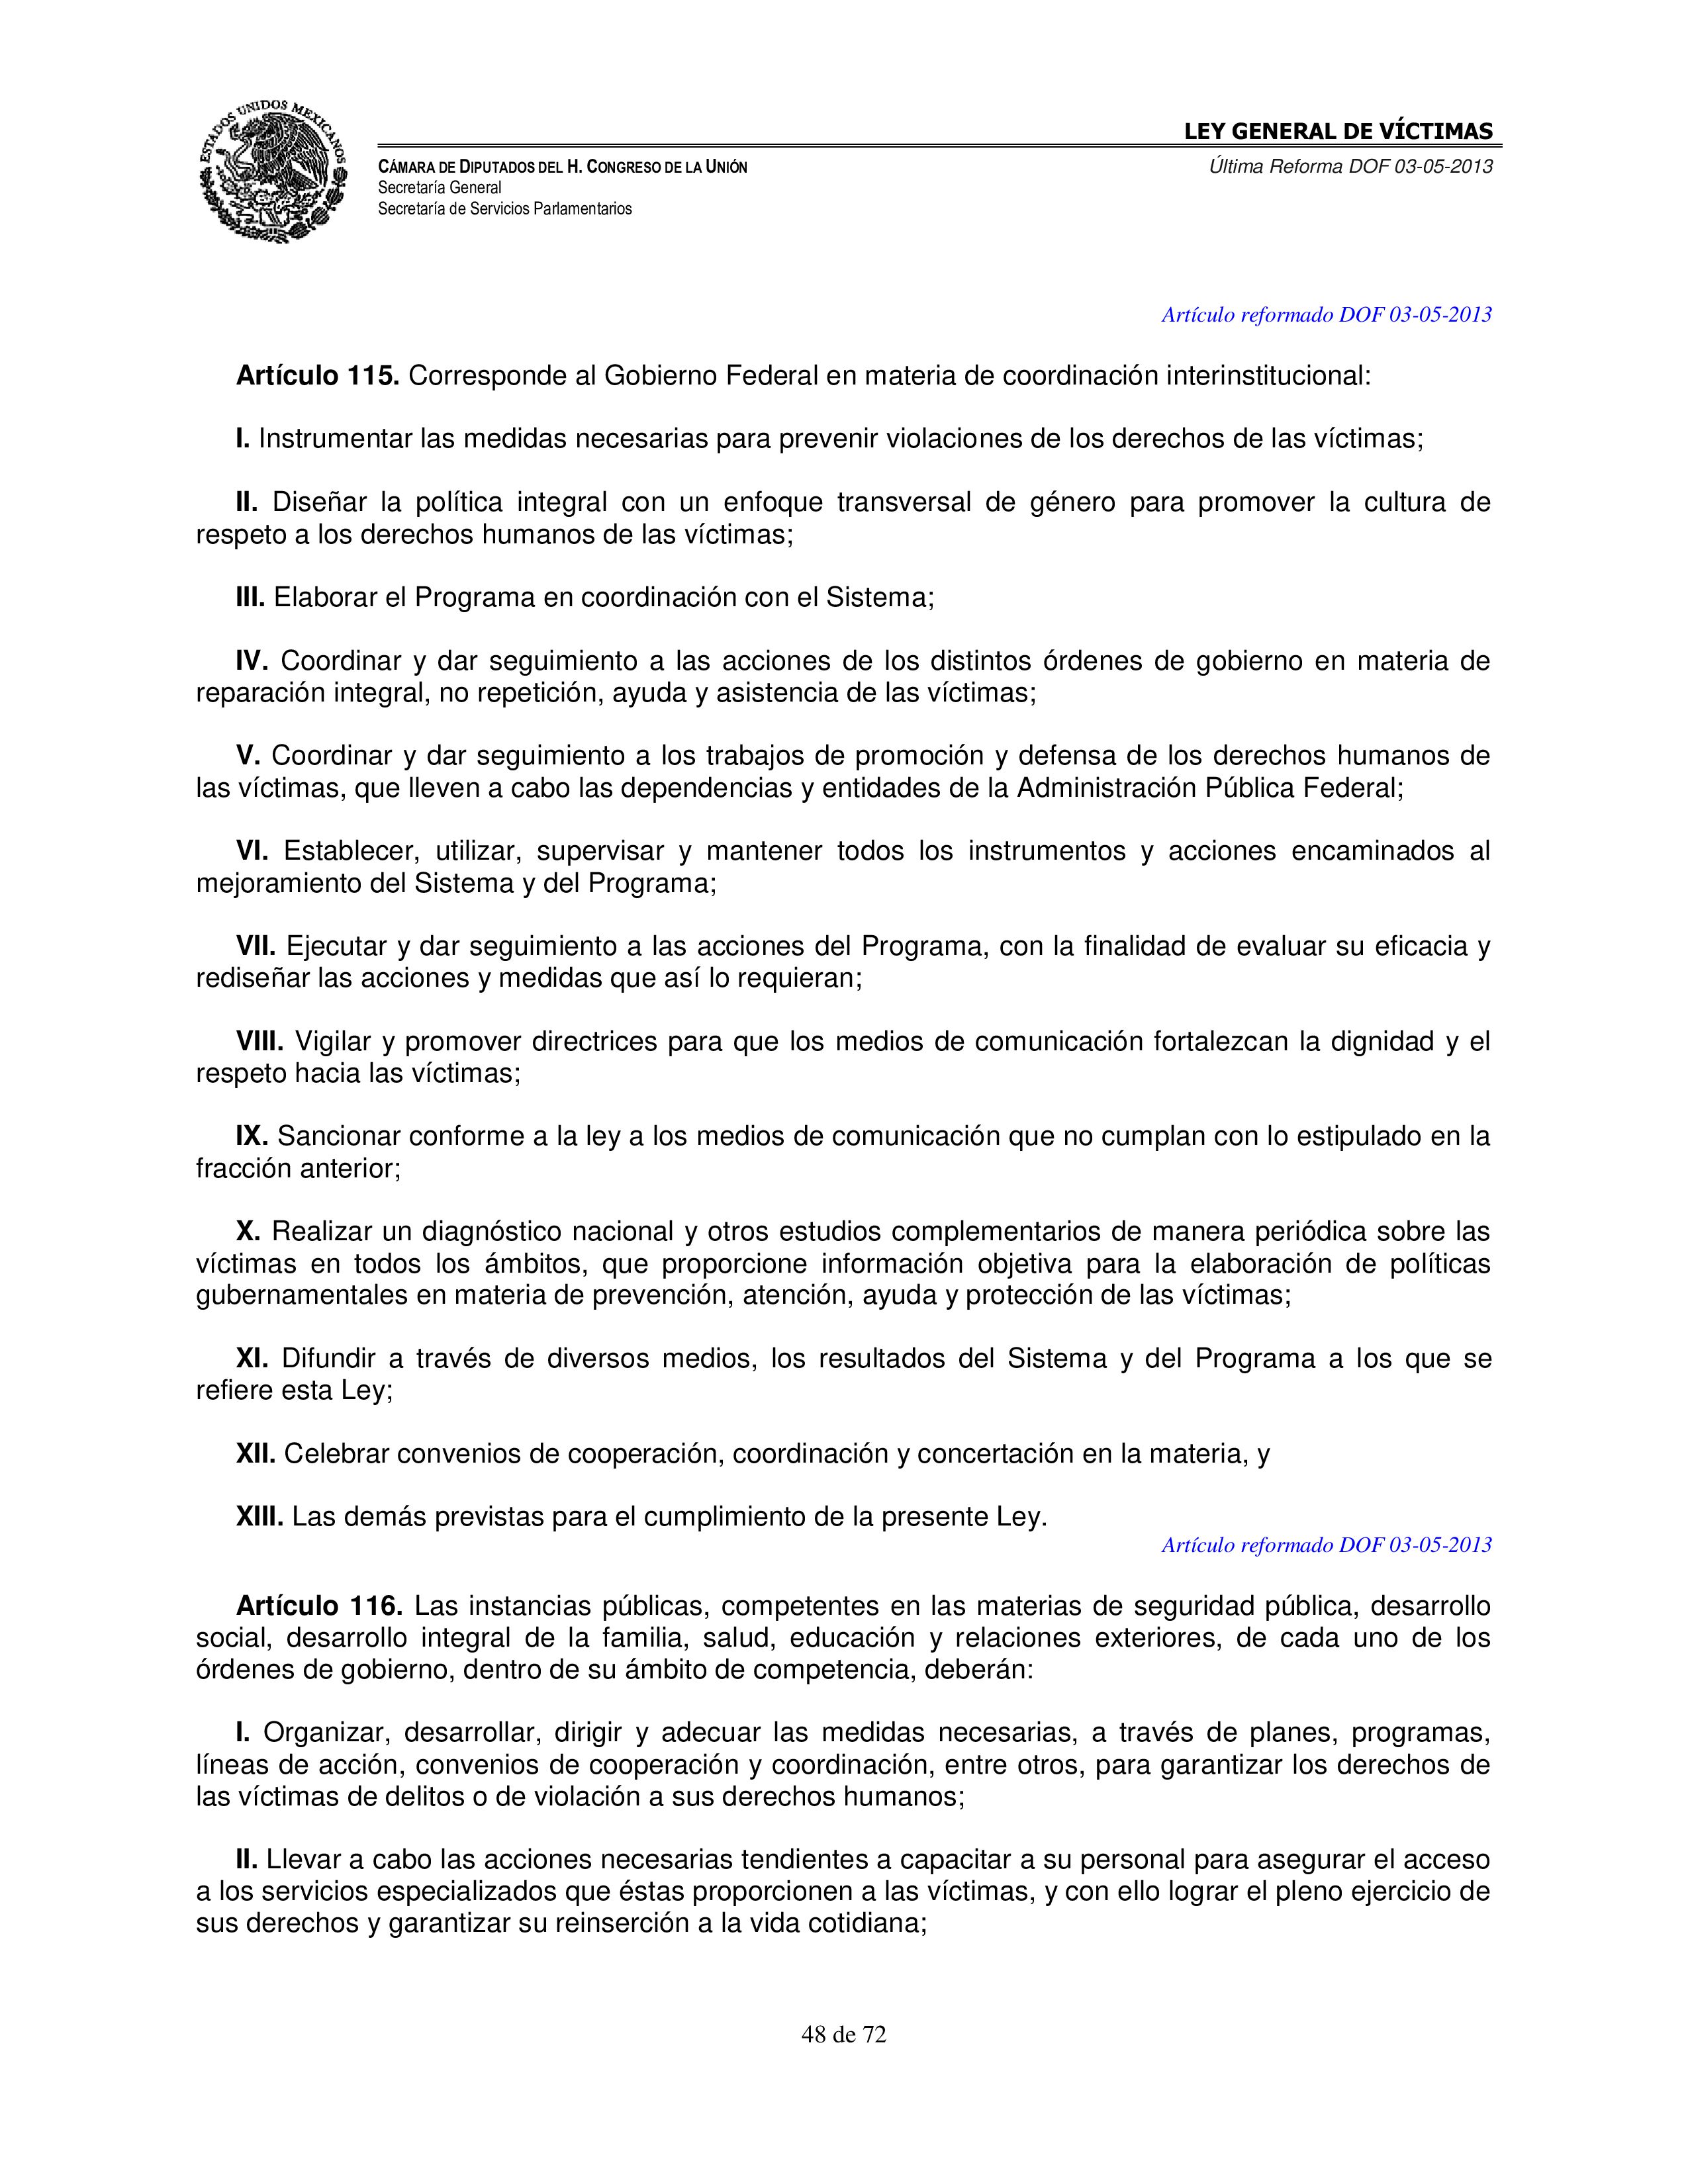 ESTADOS UNIDOS MEXICANOS
LEY GENERAL DE VÍCTIMAS
CÁMARA DE DIPUTADOS DEL H. CONGRESO DE LA UNIÓN
Última Reforma DOF 03-05-2013
Secretaría General
Secretaría de Servicios Parlamentarios
Artículo reformado DOF 03-05-2013
Artículo 115. Corresponde al Gobierno Federal en materia de coordinación interinstitucional:
I. Instrumentar las medidas necesarias para prevenir violaciones de los derechos de las víctimas;
II. Diseñar la política integral con un enfoque transversal de género para promover la cultura de
respeto a los derechos humanos de las víctimas;
III. Elaborar el Programa en coordinación con el Sistema;
IV. Coordinar y dar seguimiento a las acciones de los distintos órdenes de gobierno en materia de
reparación integral, no repetición, ayuda y asistencia de las víctimas;
V. Coordinar y dar seguimiento a los trabajos de promoción y defensa de los derechos humanos de
las víctimas, que lleven a cabo las dependencias y entidades de la Administración Pública Federal;
VI. Establecer, utilizar, supervisar y mantener todos los instrumentos y acciones encaminados al
mejoramiento del Sistema y del Programa;
VII. Ejecutar y dar seguimiento a las acciones del Programa, con la finalidad de evaluar su eficacia y
rediseñar las acciones y medidas que así lo requieran;
VIII. Vigilar y promover directrices para que los medios de comunicación fortalezcan la dignidad y el
respeto hacia las víctimas;
IX. Sancionar conforme a la ley a los medios de comunicación que no cumplan con lo estipulado en la
fracción anterior;
X. Realizar un diagnóstico nacional y otros estudios complementarios de manera periódica sobre las
víctimas en todos los ámbitos, que proporcione información objetiva para la elaboración de políticas
gubernamentales en materia de prevención, atención, ayuda y protección de las víctimas;
XI. Difundir a través de diversos medios, los resultados del Sistema y del Programa a los que se
refiere esta Ley;
XII. Celebrar convenios de cooperación, coordinación y concertación en la materia, y
XIII. Las demás previstas para el cumplimiento de la presente Ley.
Artículo reformado DOF 03-05-2013
Artículo 116. Las instancias públicas, competentes en las materias de seguridad pública, desarrollo
social, desarrollo integral de la familia, salud, educación y relaciones exteriores, de cada uno de los
órdenes de gobierno, dentro de su ámbito de competencia, deberán:
I. Organizar, desarrollar, dirigir y adecuar las medidas necesarias, a través de planes, programas,
líneas de acción, convenios de cooperación y coordinación, entre otros, para garantizar los derechos de
las víctimas de delitos o de violación a sus derechos humanos;
II. Llevar a cabo las acciones necesarias tendientes a capacitar a su personal para asegurar el acceso
a los servicios especializados que éstas proporcionen a las víctimas, y con ello lograr el pleno ejercicio de
sus derechos y garantizar su reinserción a la vida cotidiana;
48 de 72